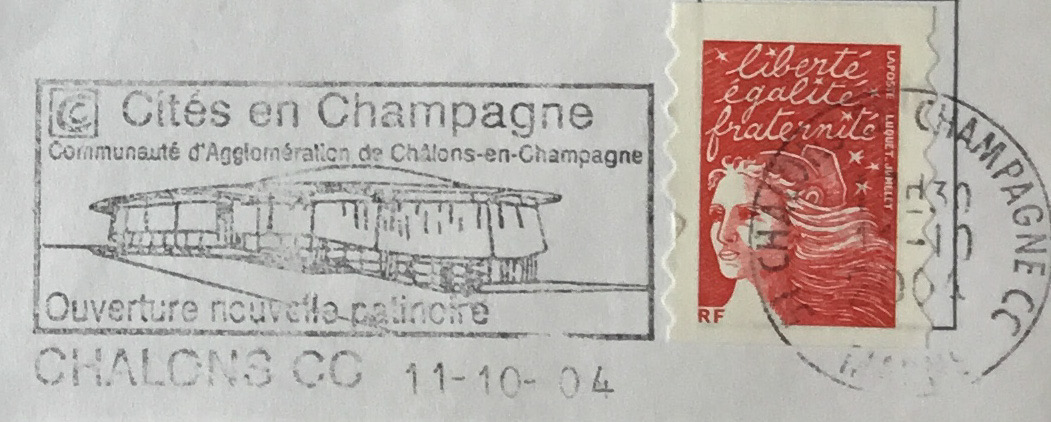 C Cités en Champagne
Communauté d'Agglomération de Châlons-en-Champagne
Ouverture nouvelle patinoire
CHALONS CC 11-10-04
liberté
égalité
fraternité
LAPOSTE LUQUET.JUMELET
RF
CHAMPAGNE CC